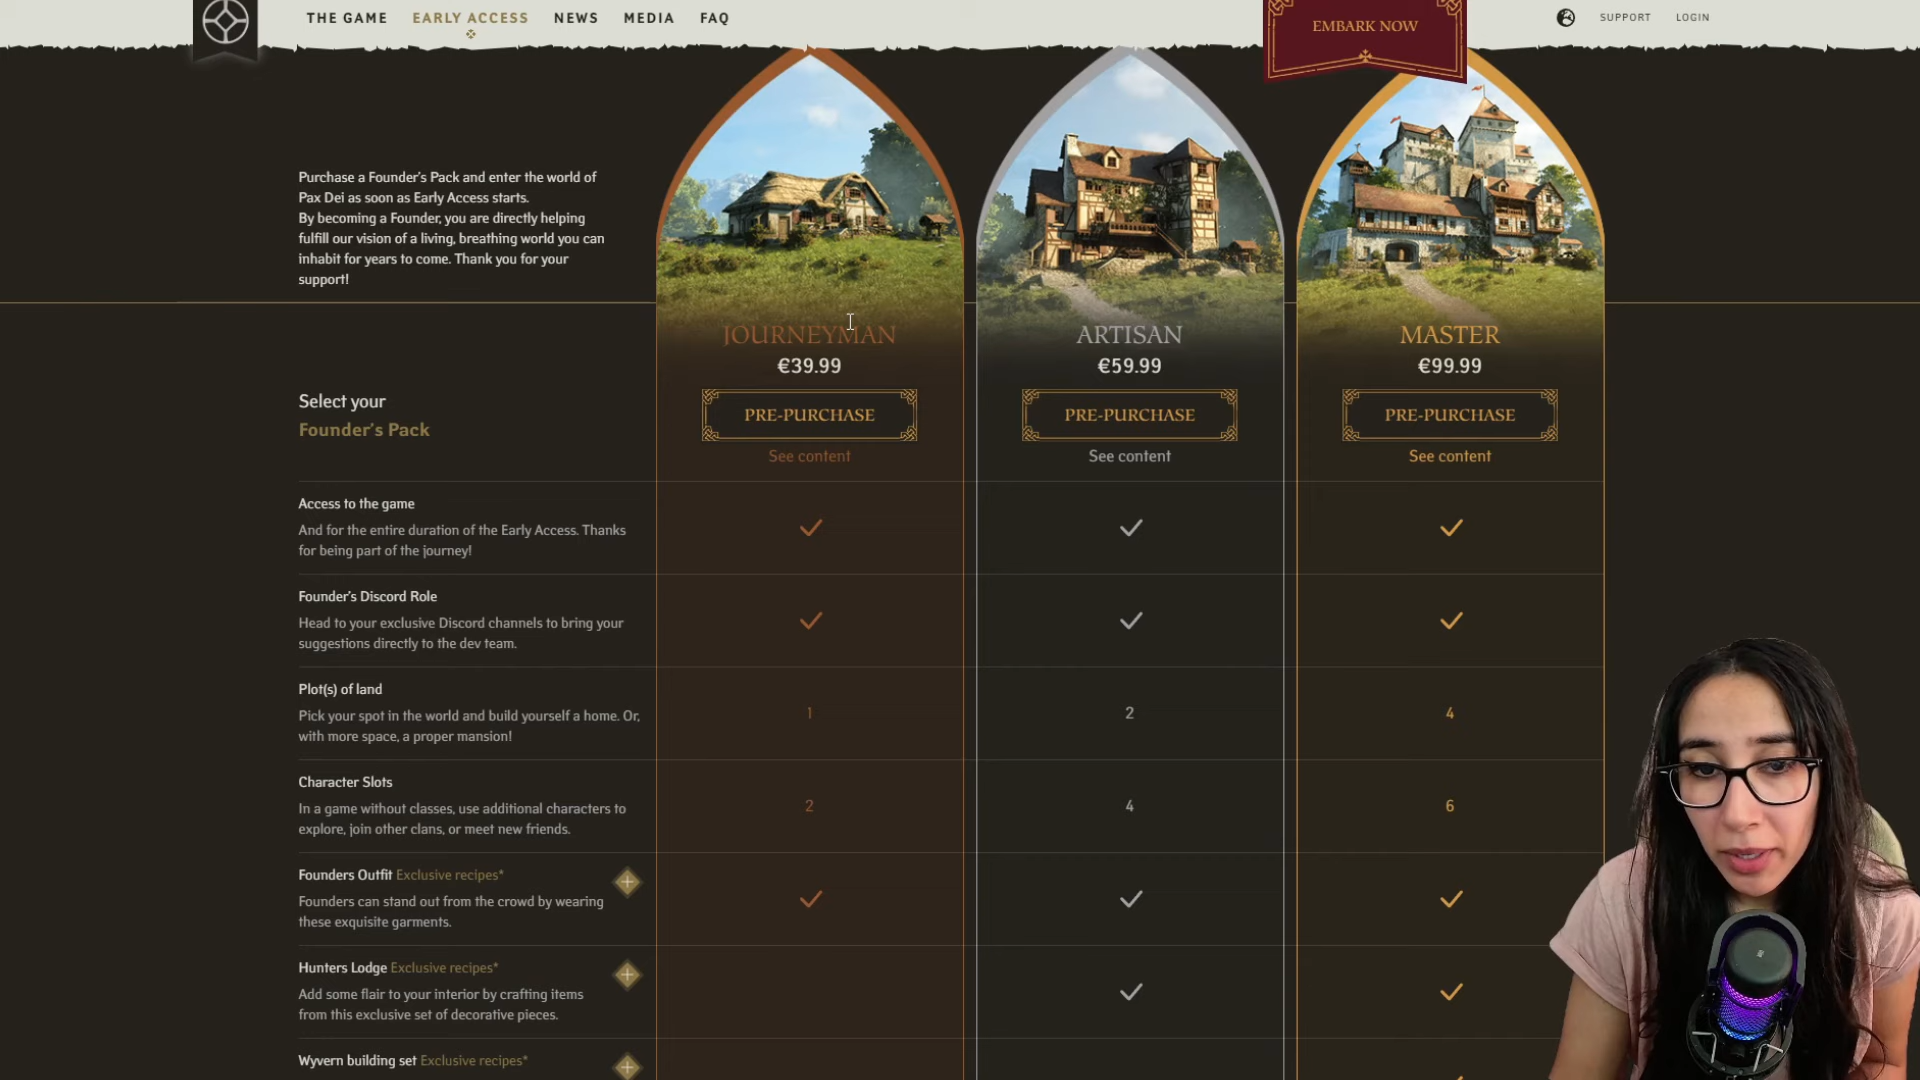 THE GAME EARLY ACCESS NEWS MEDIA FAQ
EMBARK NOW
SUPPORT LOGIN
Purchase a Founder's Pack and enter the world of
Pax Dei as soon as Early Access starts.
By becoming a Founder, you are directly helping
fulfill our vision of a living, breathing world you can
inhabit for years to come. Thank you for your
support!
JOURNEYMAN ARTISAN MASTER
€39.99 €59.99 €99.99
Select your
Founder's Pack
PRE-PURCHASE PRE-PURCHASE PRE-PURCHASE
See content See content See content
Access to the game
And for the entire duration of the Early Access. Thanks
for being part of the journey!
Founder's Discord Role
Head to your exclusive Discord channels to bring your
suggestions directly to the dev team.
Plot(s) of land
Pick your spot in the world and build yourself a home. Or,
with more space, a proper mansion!
1 2 4
Character Slots
In a game without classes, use additional characters to
explore, join other clans, or meet new friends.
2 4 6
Founders Outfit Exclusive recipes*
Founders can stand out from the crowd by wearing
these exquisite garments.
Hunters Lodge Exclusive recipes*
Add some flair to your interior by crafting items
from this exclusive set of decorative pieces.
Wyvern building set Exclusive recipes*